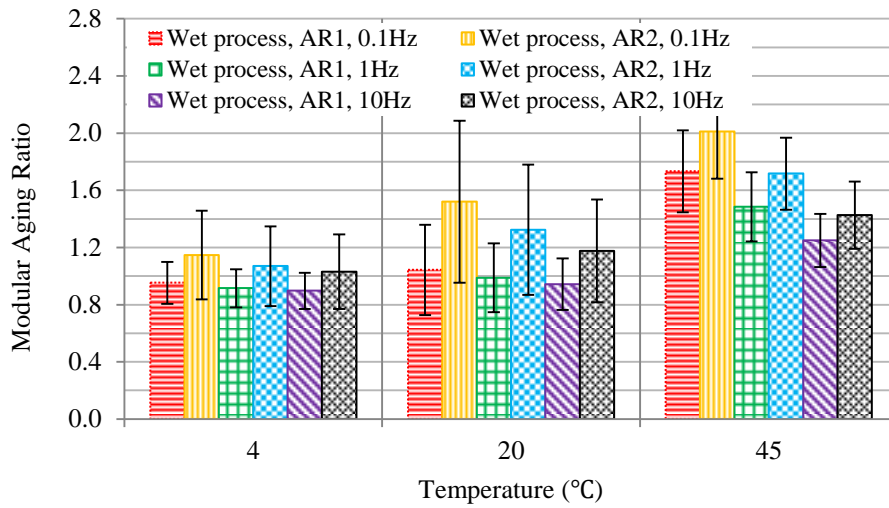 2.8
2.4
2.0
1.6
1.2
0.8
0.4
0.0
Modular Aging Ratio
Wet process, AR1, 0.1Hz
Wet process, AR2, 0.1Hz
Wet process, AR1, 1Hz
Wet process, AR2, 1Hz
Wet process, AR1, 10Hz
Wet process, AR2, 10Hz
4
20
45
Temperature (℃)